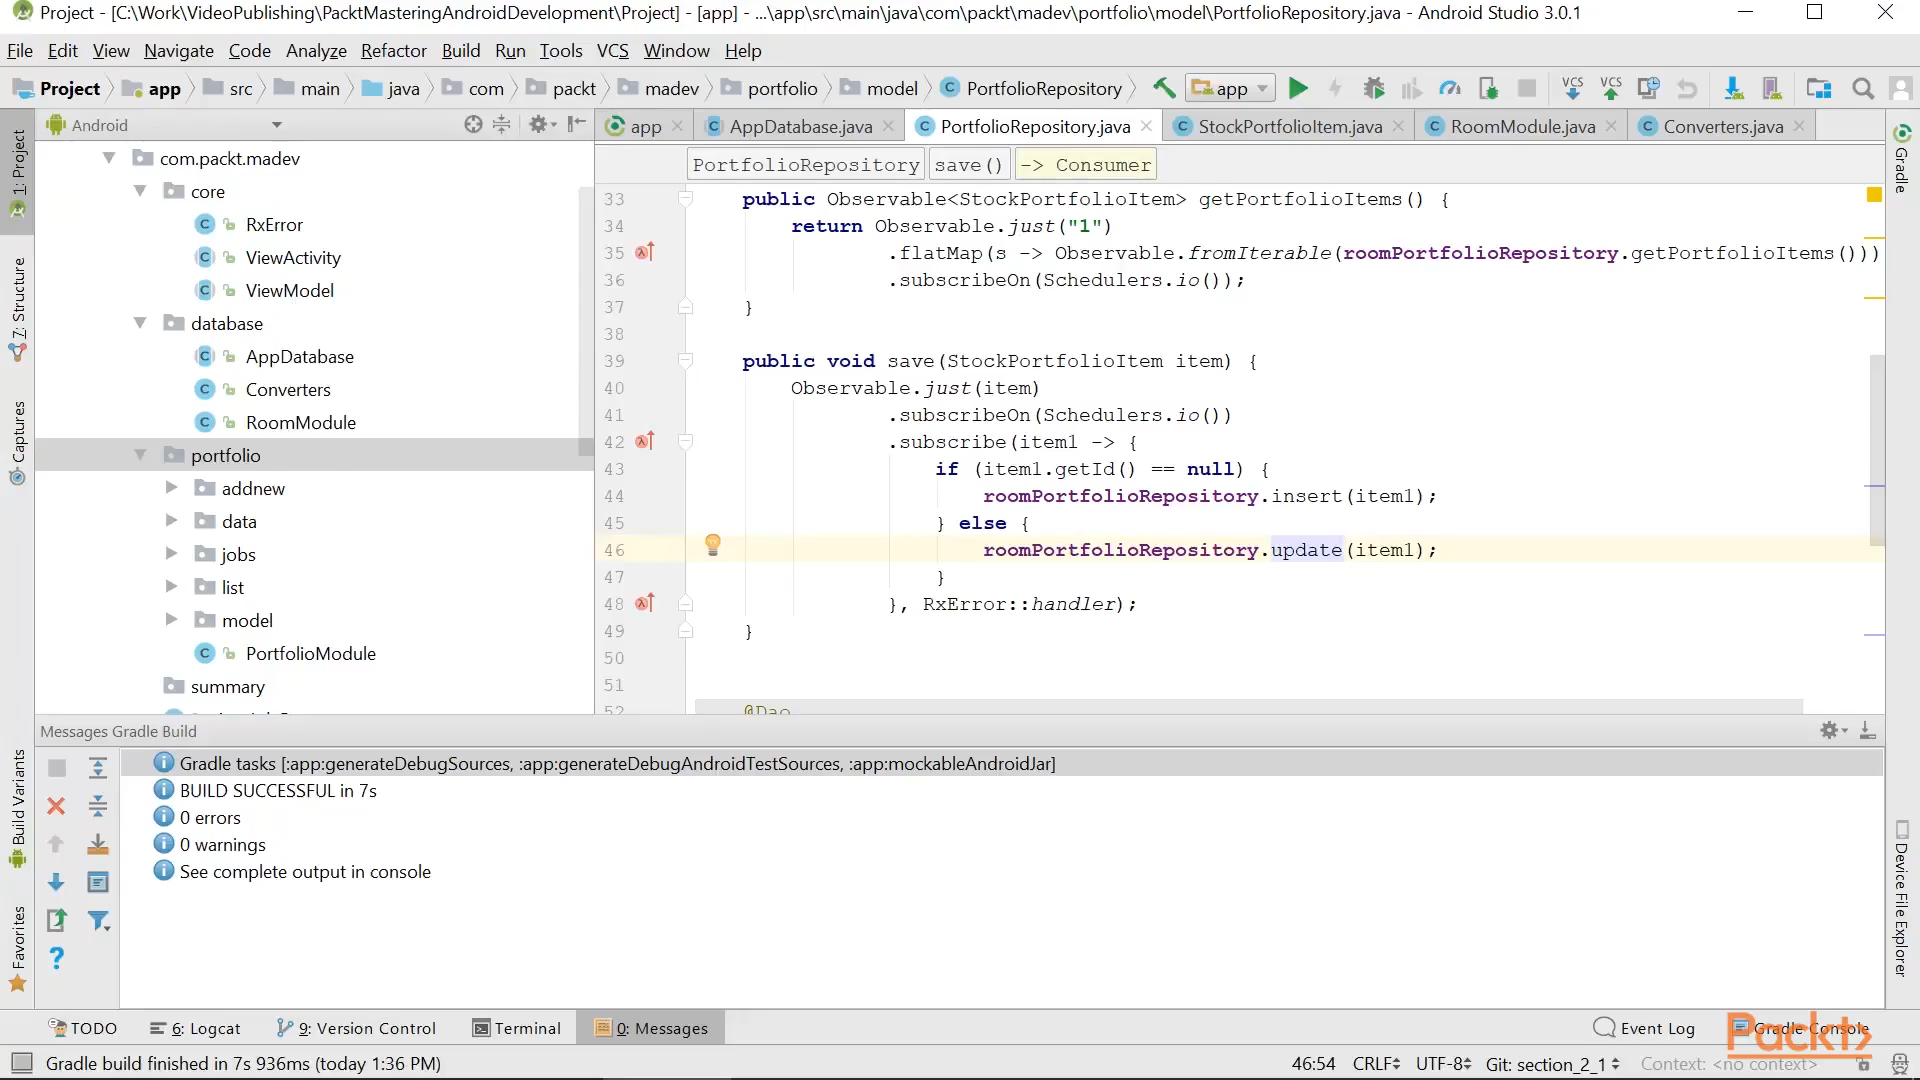 Project - [C:\Work\VideoPublishing\PacktMasteringAndroidDevelopment\Project] - [app] - ...\app\src\main\java\com\packt\madev\portfolio\model\PortfolioRepository.java - Android Studio 3.0.1
File Edit View Navigate Code Analyze Refactor Build Run Tools VCS Window Help
Project app src main java com packt madev portfolio model PortfolioRepository app VCS VCS
Android
app AppDatabase.java PortfolioRepository.java StockPortfolioItem.java RoomModule.java Converters.java
1: Project
7: Structure
Captures
Build Variants
Favorites
com.packt.madev
core
RxError
ViewActivity
ViewModel
database
AppDatabase
Converters
RoomModule
portfolio
addnew
data
jobs
list
model
PortfolioModule
summary
PortfolioRepository save() -> Consumer
33 public Observable<StockPortfolioItem> getPortfolioItems() {
34 return Observable.just("1")
35 .flatMap(s -> Observable.fromIterable(roomPortfolioRepository.getPortfolioItems()))
36 .subscribeOn(Schedulers.io());
37 }
38
39 public void save(StockPortfolioItem item) {
40 Observable.just(item)
41 .subscribeOn(Schedulers.io())
42 .subscribe(item1 -> {
43 if (item1.getId() == null) {
44 roomPortfolioRepository.insert(item1);
45 } else {
46 roomPortfolioRepository.update(item1);
47 }
48 }, RxError::handler);
49 }
50
51
52 @Dao
Gradle
Device File Explorer
Messages Gradle Build
Gradle tasks [:app:generateDebugSources, :app:generateDebugAndroidTestSources, :app:mockableAndroidJar]
BUILD SUCCESSFUL in 7s
0 errors
0 warnings
See complete output in console
TODO 6: Logcat 9: Version Control Terminal 0: Messages Event Log Gradle Console
Packt
Gradle build finished in 7s 936ms (today 1:36 PM) 46:54 CRLF UTF-8 Git: section_2_1 Context: <no context>